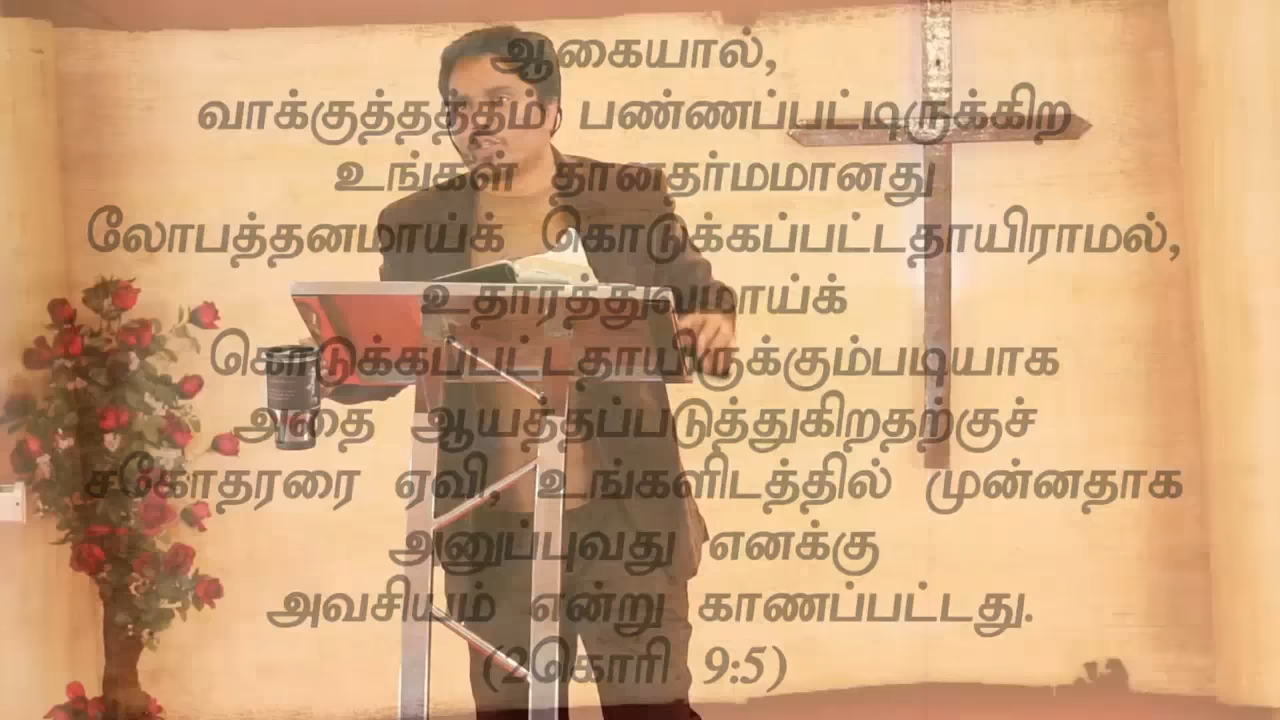 ஆகையால்,
வாக்குத்தத்தம் பண்ணப்பட்டிருக்கிற
உங்கள் தானதர்மமானது
லோபத்தனமாய்க் கொடுக்கப்பட்டதாயிராமல்,
உதாரத்துவமாய்க்
கொடுக்கப்பட்டதாயிருக்கும்படியாக
அதை ஆயத்தப்படுத்துகிறதற்குச்
சகோதரரை ஏவி, உங்களிடத்தில் முன்னதாக
அனுப்புவது எனக்கு
அவசியம் என்று காணப்பட்டது.
(2கொரி 9:5)